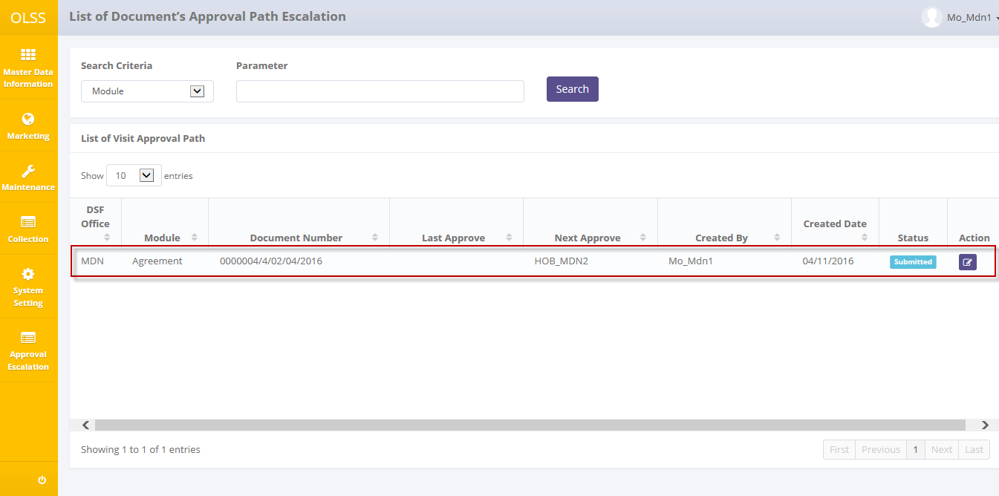 OLSS
List of Document's Approval Path Escalation
Mo_Mdn1
Master Data
Information
Marketing
Maintenance
Collection
System
Setting
Approval
Escalation
Search Criteria
Parameter
Module
Search
List of Visit Approval Path
Show 10 entries
DSF
Office
Module
Document Number
Last Approve
Next Approve
Created By
Created Date
Status
Action
MDN
Agreement
0000004/4/02/04/2016
HOB_MDN2
Mo_Mdn1
04/11/2016
Submitted
Showing 1 to 1 of 1 entries
First
Previous
1
Next
Last